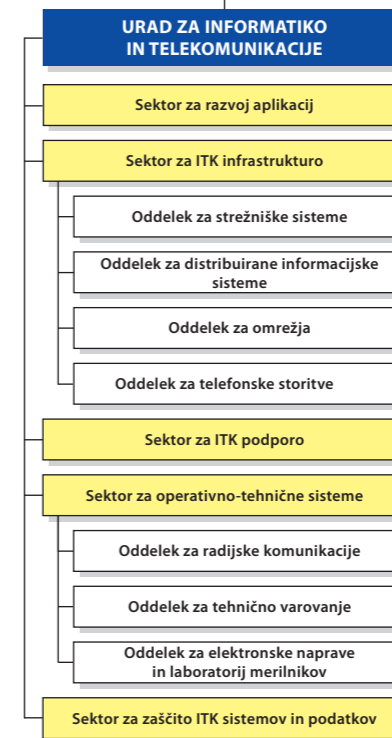 URAD ZA INFORMATIKO
IN TELEKOMUNIKACIJE
Sektor za razvoj aplikacij
Sektor za ITK infrastrukturo
Oddelek za strežniške sisteme
Oddelek za distribuirane informacijske
sisteme
Oddelek za omrežja
Oddelek za telefonske storitve
Sektor za ITK podporo
Sektor za operativno-tehnične sisteme
Oddelek za radijske komunikacije
Oddelek za tehnično varovanje
Oddelek za elektronske naprave
in laboratorij merilnikov
Sektor za zaščito ITK sistemov in podatkov